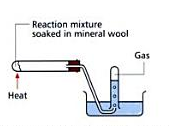 Reaction mixture
soaked in mineral wool
Gas
Heat